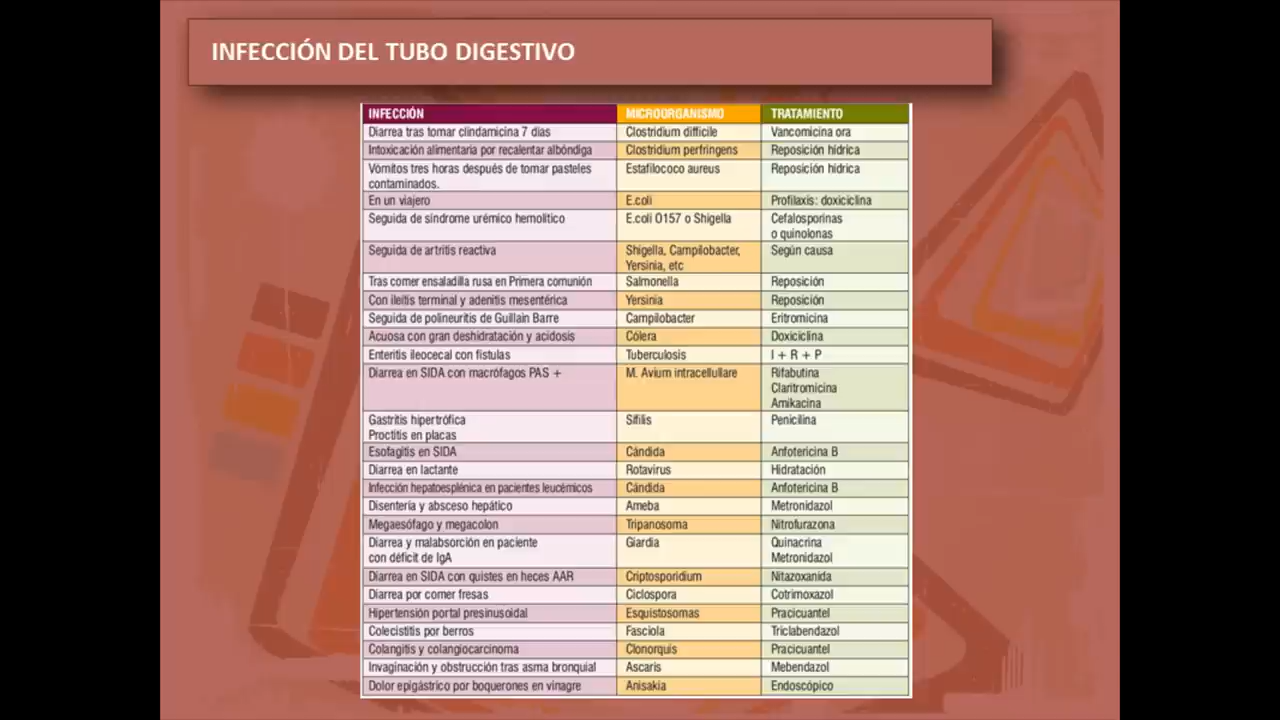 INFECCIÓN DEL TUBO DIGESTIVO
INFECCIÓN MICROORGANISMO TRATAMIENTO
Diarrea tras tomar clindamicina 7 días Clostridium difficile Vancomicina ora
Intoxicación alimentaria por recalentar albóndiga Clostridium perfringens Reposición hídrica
Vómitos tres horas después de tomar pasteles Estafilococo aureus Reposición hídrica
contaminados.
En un viajero E.coli Profilaxis: doxiciclina
Seguida de síndrome urémico hemolítico E.coli O157 o Shigella Cefalosporinas
o quinolonas
Seguida de artritis reactiva Shigella, Campilobacter, Según causa
Yersinia, etc
Tras comer ensaladilla rusa en Primera comunión Salmonella Reposición
Con ileítis terminal y adenitis mesentérica Yersinia Reposición
Seguida de polineuritis de Guillain Barre Campilobacter Eritromicina
Acuosa con gran deshidratación y acidosis Cólera Doxiciclina
Enteritis ileocecal con fístulas Tuberculosis I + R + P
Diarrea en SIDA con macrófagos PAS + M. Avium intracellullare Rifabutina
Claritromicina
Amikacina
Gastritis hipertrófica Sífilis Penicilina
Proctitis en placas
Esofagitis en SIDA Cándida Anfotericina B
Diarrea en lactante Rotavirus Hidratación
Infección hepatoesplénica en pacientes leucémicos Cándida Anfotericina B
Disentería y absceso hepático Ameba Metronidazol
Megaesófago y megacolon Tripanosoma Nitrofurazona
Diarrea y malabsorción en paciente Giardia Quinacrina
con déficit de IgA Metronidazol
Diarrea en SIDA con quistes en heces AAR Criptosporidium Nitazoxanida
Diarrea por comer fresas Ciclospora Cotrimoxazol
Hipertensión portal presinusoidal Esquistosomas Pracicuantel
Colecistitis por berros Fasciola Triclabendazol
Colangitis y colangiocarcinoma Clonorquis Pracicuantel
Invaginación y obstrucción tras asma bronquial Ascaris Mebendazol
Dolor epigástrico por boquerones en vinagre Anisakia Endoscópico